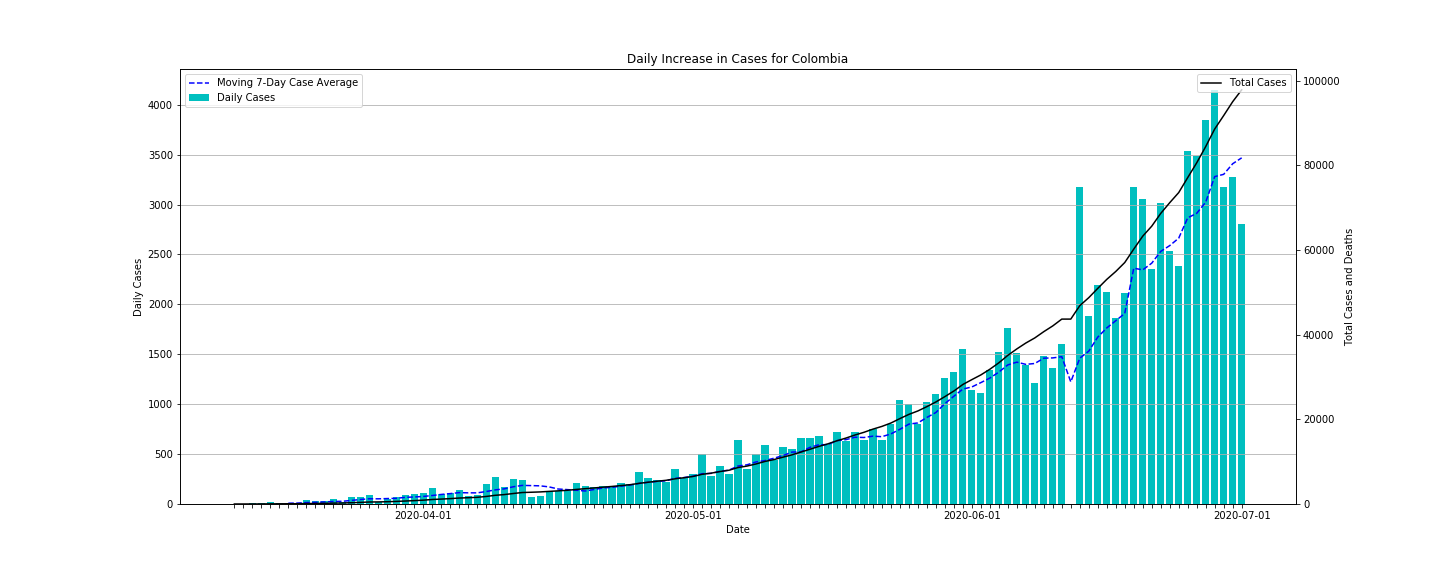 Daily Increase in Cases for Colombia
Moving 7-Day Case Average
Daily Cases
Total Cases
4000
3500
3000
2500
2000
1500
1000
500
0
Daily Cases
100000
80000
60000
40000
20000
0
Total Cases and Deaths
2020-04-01
2020-05-01
2020-06-01
2020-07-01
Date